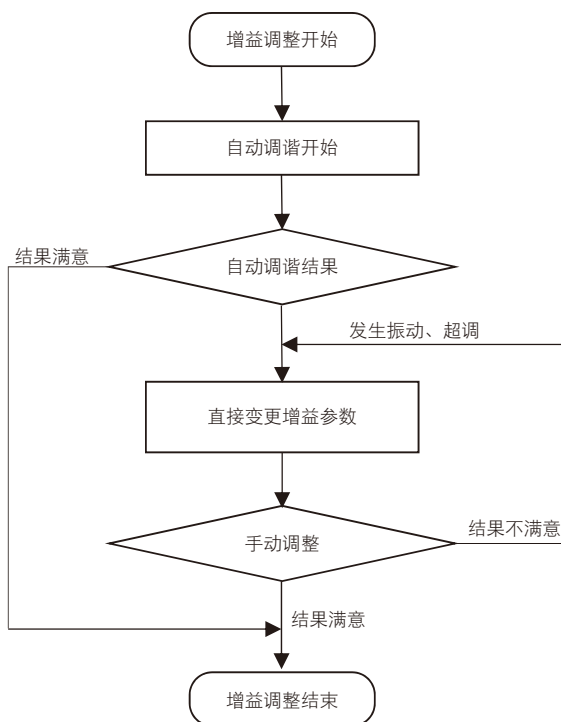 增益调整开始
自动调谐开始
结果满意
自动调谐结果
发生振动、超调
直接变更增益参数
手动调整
结果不满意
结果满意
增益调整结束